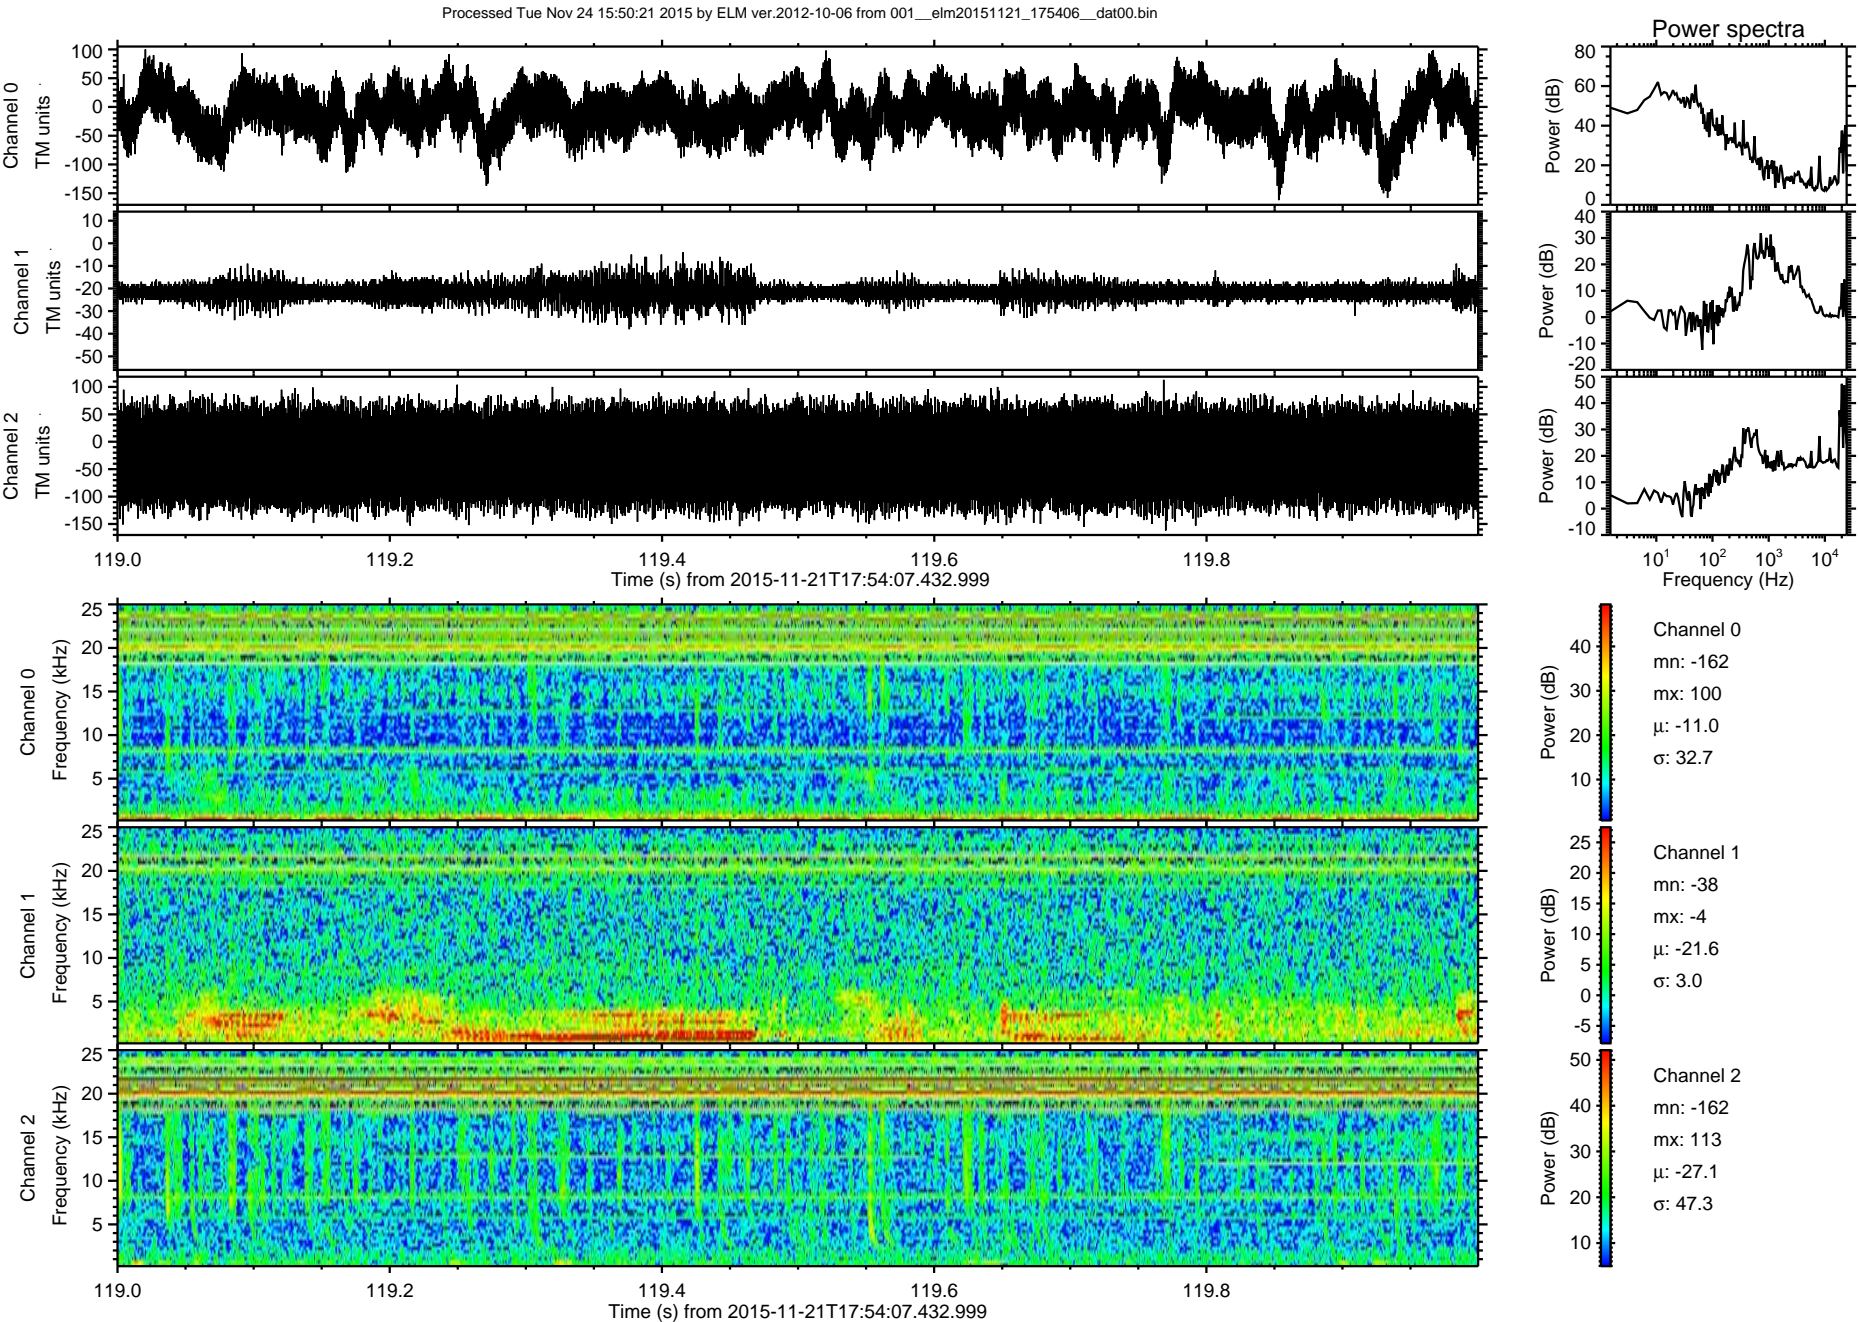 Processed Tue Nov 24 15:50:21 2015 by ELM ver.2012-10-06 from 001__elm20151121_175406__dat00.bin
Power spectra
Channel 0
TM units
100
50
0
-50
-100
-150
Power (dB)
80
60
40
20
0
Channel 1
TM units
10
0
-10
-20
-30
-40
-50
Power (dB)
40
30
20
10
0
-10
-20
Channel 2
TM units
100
50
0
-50
-100
-150
Power (dB)
50
40
30
20
10
0
-10
119.0 119.2 119.4 119.6 119.8
Time (s) from 2015-11-21T17:54:07.432.999
10^1 10^2 10^3 10^4
Frequency (Hz)
Channel 0
Frequency (kHz)
25
20
15
10
5
Power (dB)
40
30
20
10
Channel 0
mn: -162
mx: 100
μ: -11.0
σ: 32.7
Channel 1
Frequency (kHz)
25
20
15
10
5
Power (dB)
25
20
15
10
5
0
-5
Channel 1
mn: -38
mx: -4
μ: -21.6
σ: 3.0
Channel 2
Frequency (kHz)
25
20
15
10
5
Power (dB)
50
40
30
20
10
Channel 2
mn: -162
mx: 113
μ: -27.1
σ: 47.3
119.0 119.2 119.4 119.6 119.8
Time (s) from 2015-11-21T17:54:07.432.999